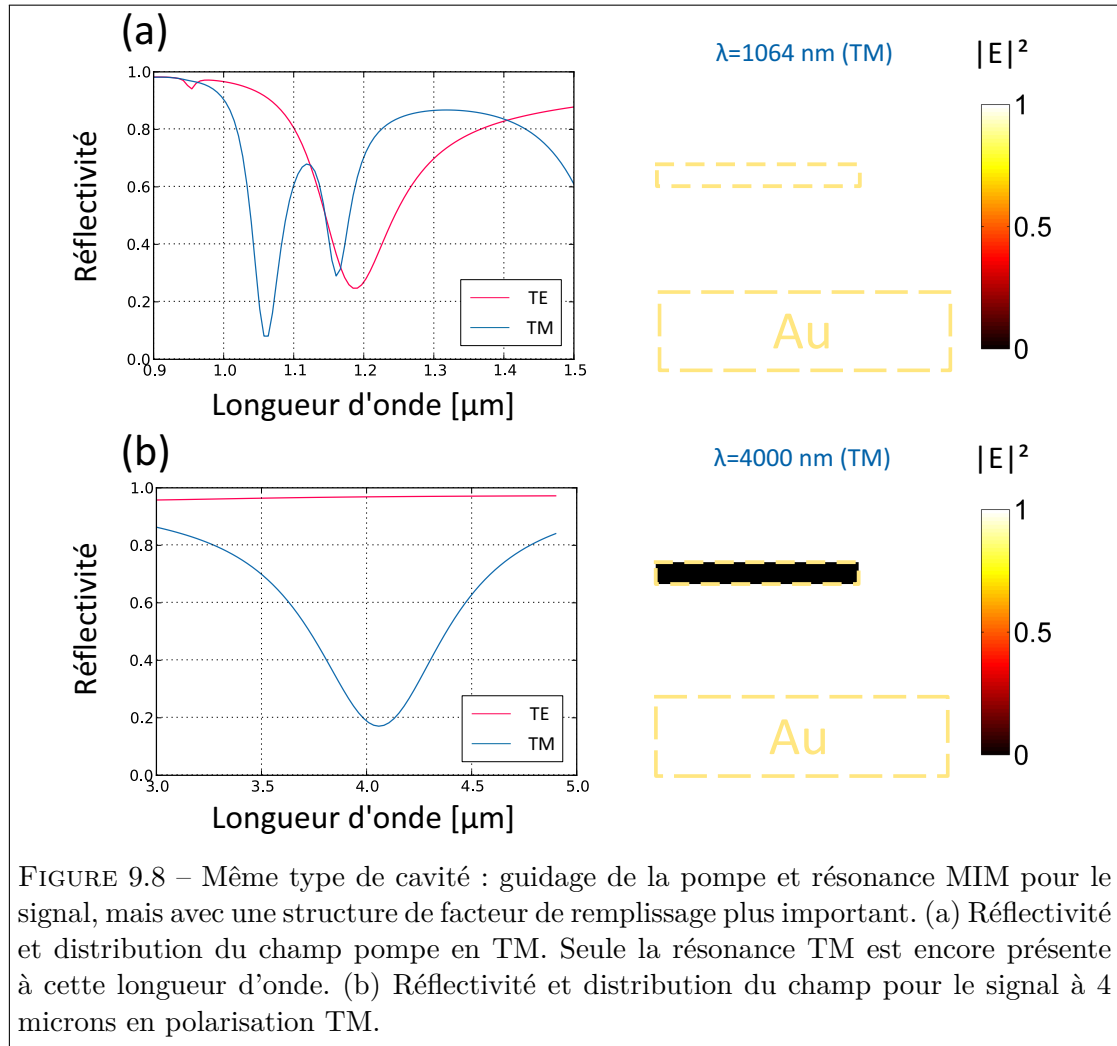 (a)
λ=1064 nm (TM)
|E|²
1.0
0.8
0.6
0.4
0.2
0.0
Réflectivité
TE
TM
0.9 1.0 1.1 1.2 1.3 1.4 1.5
Longueur d'onde [µm]
Au
1
0.5
0
(b)
λ=4000 nm (TM)
|E|²
1.0
0.8
0.6
0.4
0.2
0.0
Réflectivité
TE
TM
3.0 3.5 4.0 4.5 5.0
Longueur d'onde [µm]
Au
1
0.5
0
FIGURE 9.8 – Même type de cavité : guidage de la pompe et résonance MIM pour le
signal, mais avec une structure de facteur de remplissage plus important. (a) Réflectivité
et distribution du champ pompe en TM. Seule la résonance TM est encore présente
à cette longueur d'onde. (b) Réflectivité et distribution du champ pour le signal à 4
microns en polarisation TM.